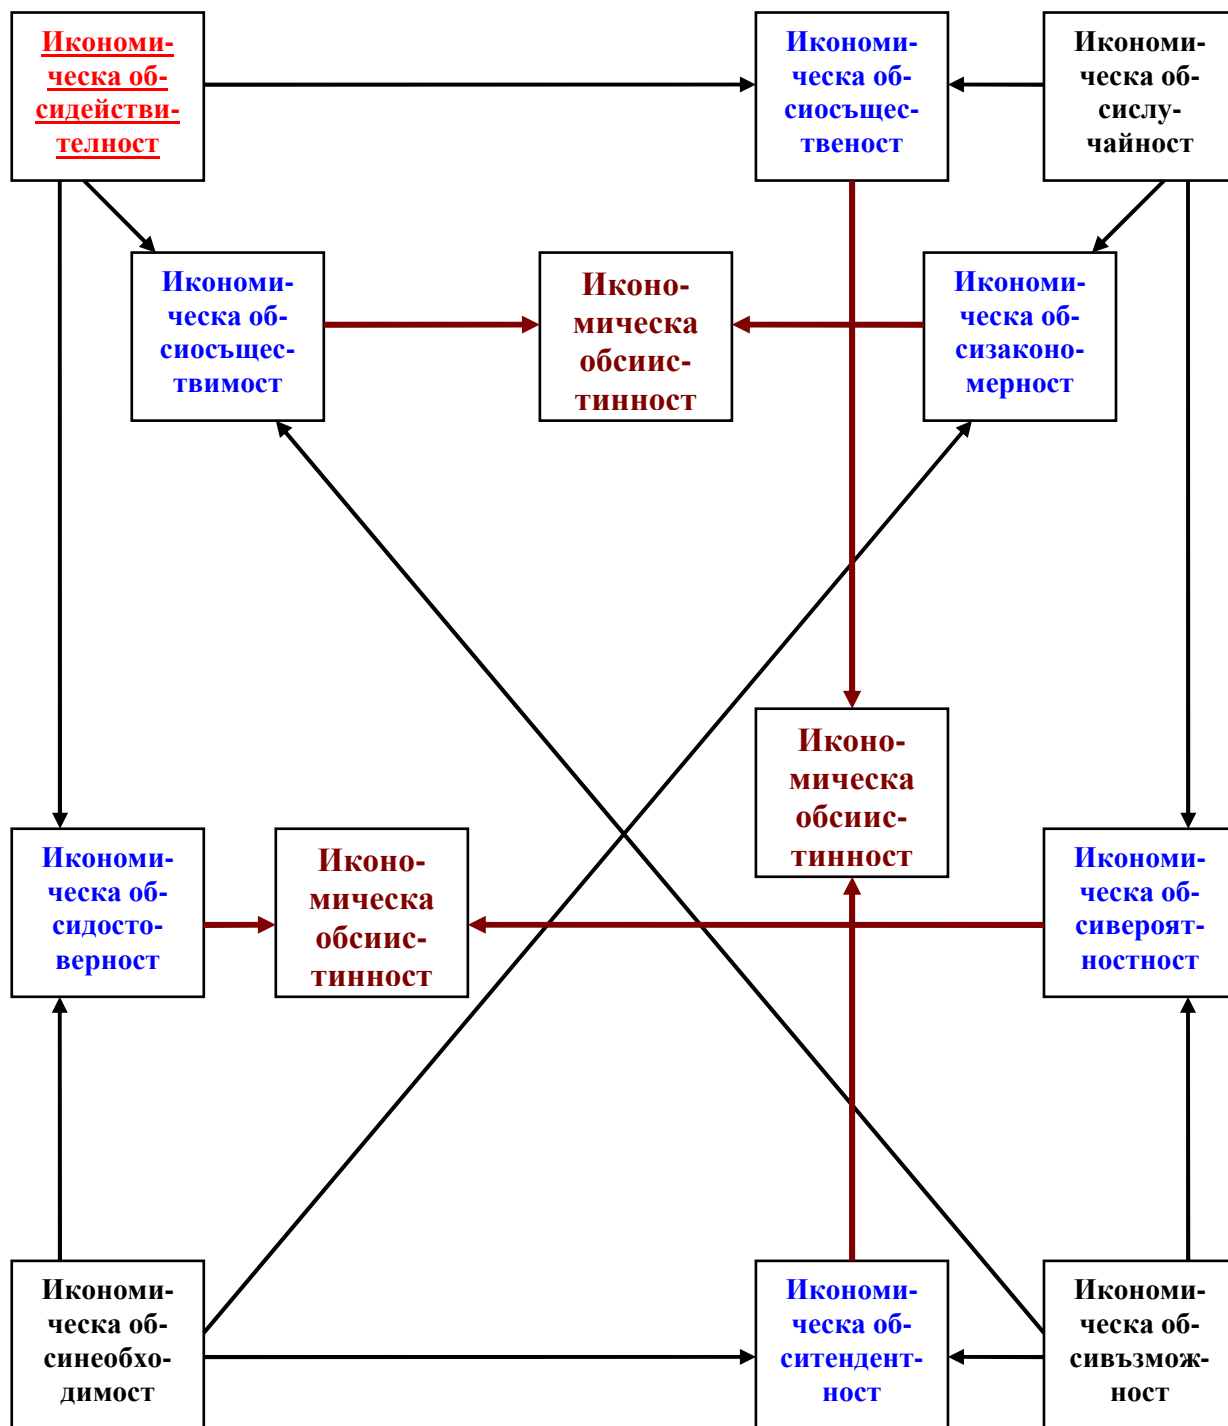 Икономи-
ческа об-
сидействи-
телност
Икономи-
ческа об-
сиосъщес-
твеност
Икономи-
ческа об-
сислу-
чайност
Икономи-
ческа об-
сиосъщес-
твимост
Иконо-
мическа
обсиис-
тинност
Икономи-
ческа об-
сизаконо-
мерност
Иконо-
мическа
обсиис-
тинност
Икономи-
ческа об-
сидосто-
верност
Иконо-
мическа
обсиис-
тинност
Икономи-
ческа об-
сивероят-
ностност
Икономи-
ческа об-
синеобхо-
димост
Икономи-
ческа об-
ситендент-
ност
Икономи-
ческа об-
сивъзмож-
ност